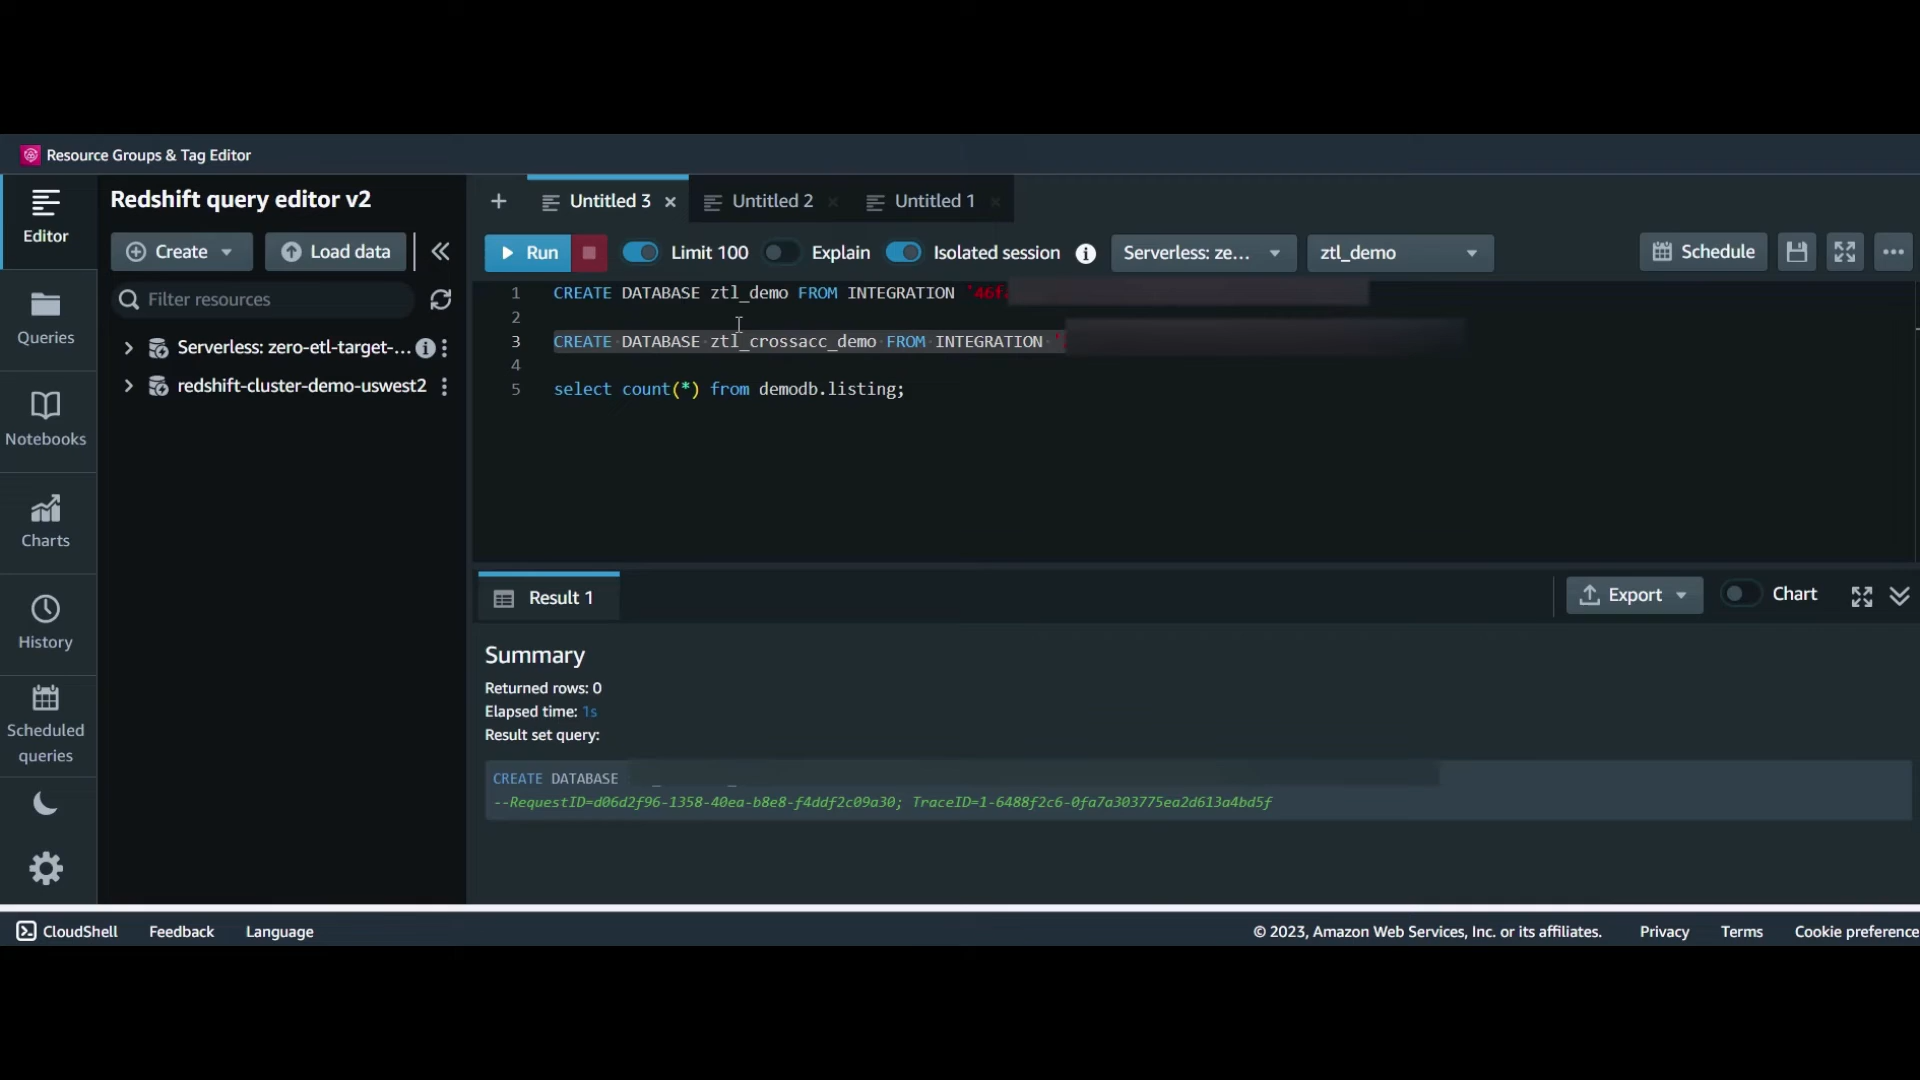 Resource Groups & Tag Editor
Editor
Queries
Notebooks
Charts
History
Scheduled
queries
Redshift query editor v2
Create
Load data
Filter resources
Serverless: zero-etl-target-...
redshift-cluster-demo-uswest2
Untitled 3
Untitled 2
Untitled 1
Run
Limit 100
Explain
Isolated session
Serverless: ze...
ztl_demo
Schedule
1 CREATE DATABASE ztl_demo FROM INTEGRATION '46f
2
3 CREATE DATABASE ztl_crossacc_demo FROM INTEGRATION '
4
5 select count(*) from demodb.listing;
Result 1
Export
Chart
Summary
Returned rows: 0
Elapsed time: 1s
Result set query:
CREATE DATABASE
--RequestID=d06d2f96-1358-40ea-b8e8-f4ddf2c09a30; TraceID=1-6488f2c6-0fa7a303775ea2d613a4bd5f
CloudShell
Feedback
Language
© 2023, Amazon Web Services, Inc. or its affiliates.
Privacy
Terms
Cookie preference